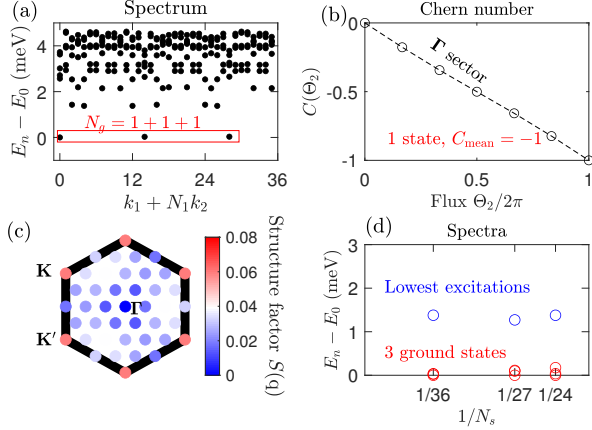 (a)
Spectrum
E_n − E_0 (meV)
4
2
0
N_g = 1 + 1 + 1
0
12
24
36
k_1 + N_1k_2
(b)
Chern number
C(Θ_2)
0
-0.5
-1
Γ sector
1 state, C_mean = −1
0
0.5
1
Flux Θ_2/2π
(c)
K
K′
Γ
0.08
0.06
0.04
0.02
0
Structure factor S(q)
(d)
Spectra
E_n − E_0 (meV)
3
2
1
0
Lowest excitations
3 ground states
1/36
1/27
1/24
1/N_s